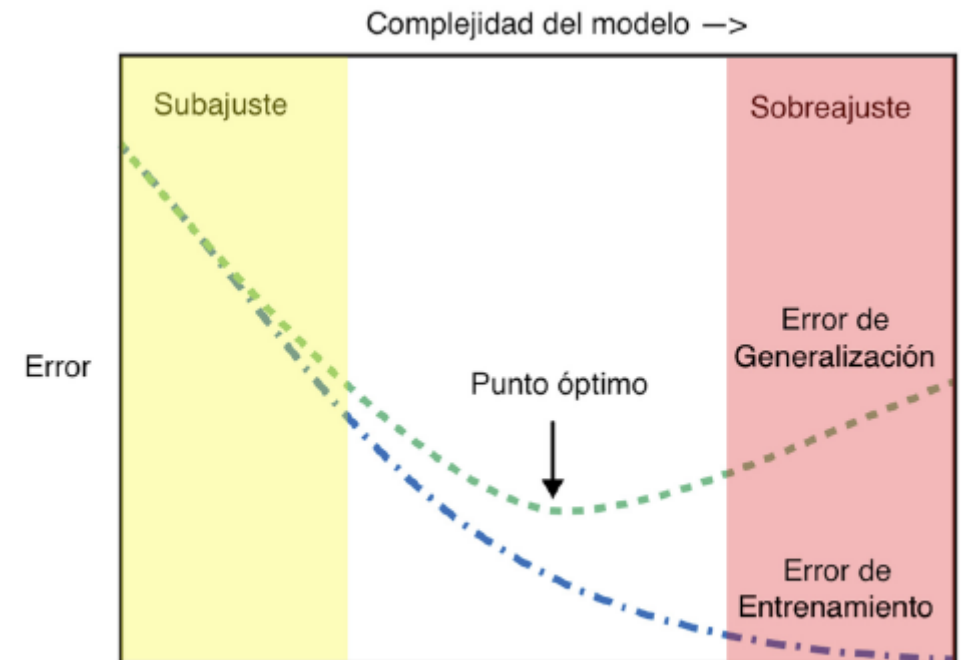 Complejidad del modelo —>
Subajuste
Sobreajuste
Error de
Generalización
Error
Punto óptimo
Error de
Entrenamiento